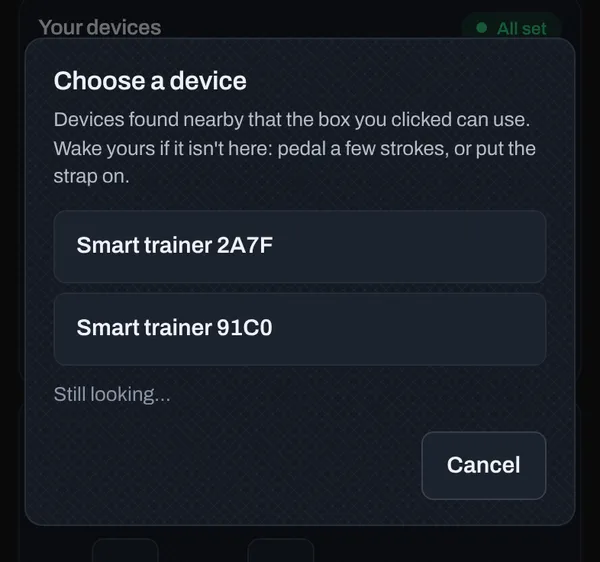 Your devices
All set
Choose a device
Devices found nearby that the box you clicked can use.
Wake yours if it isn't here: pedal a few strokes, or put the
strap on.
Smart trainer 2A7F
Smart trainer 91C0
Still looking...
Cancel